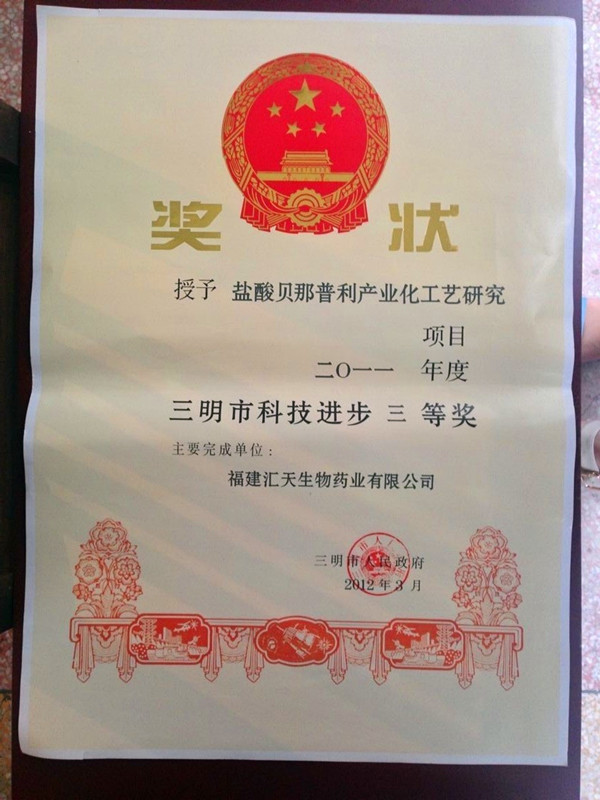 奖 状
授予 盐酸贝那普利产业化工艺研究
项目
二〇一一 年度
三明市科技进步 三 等奖
主要完成单位：
福建汇天生物药业有限公司
三明市人民政府
2012年3月